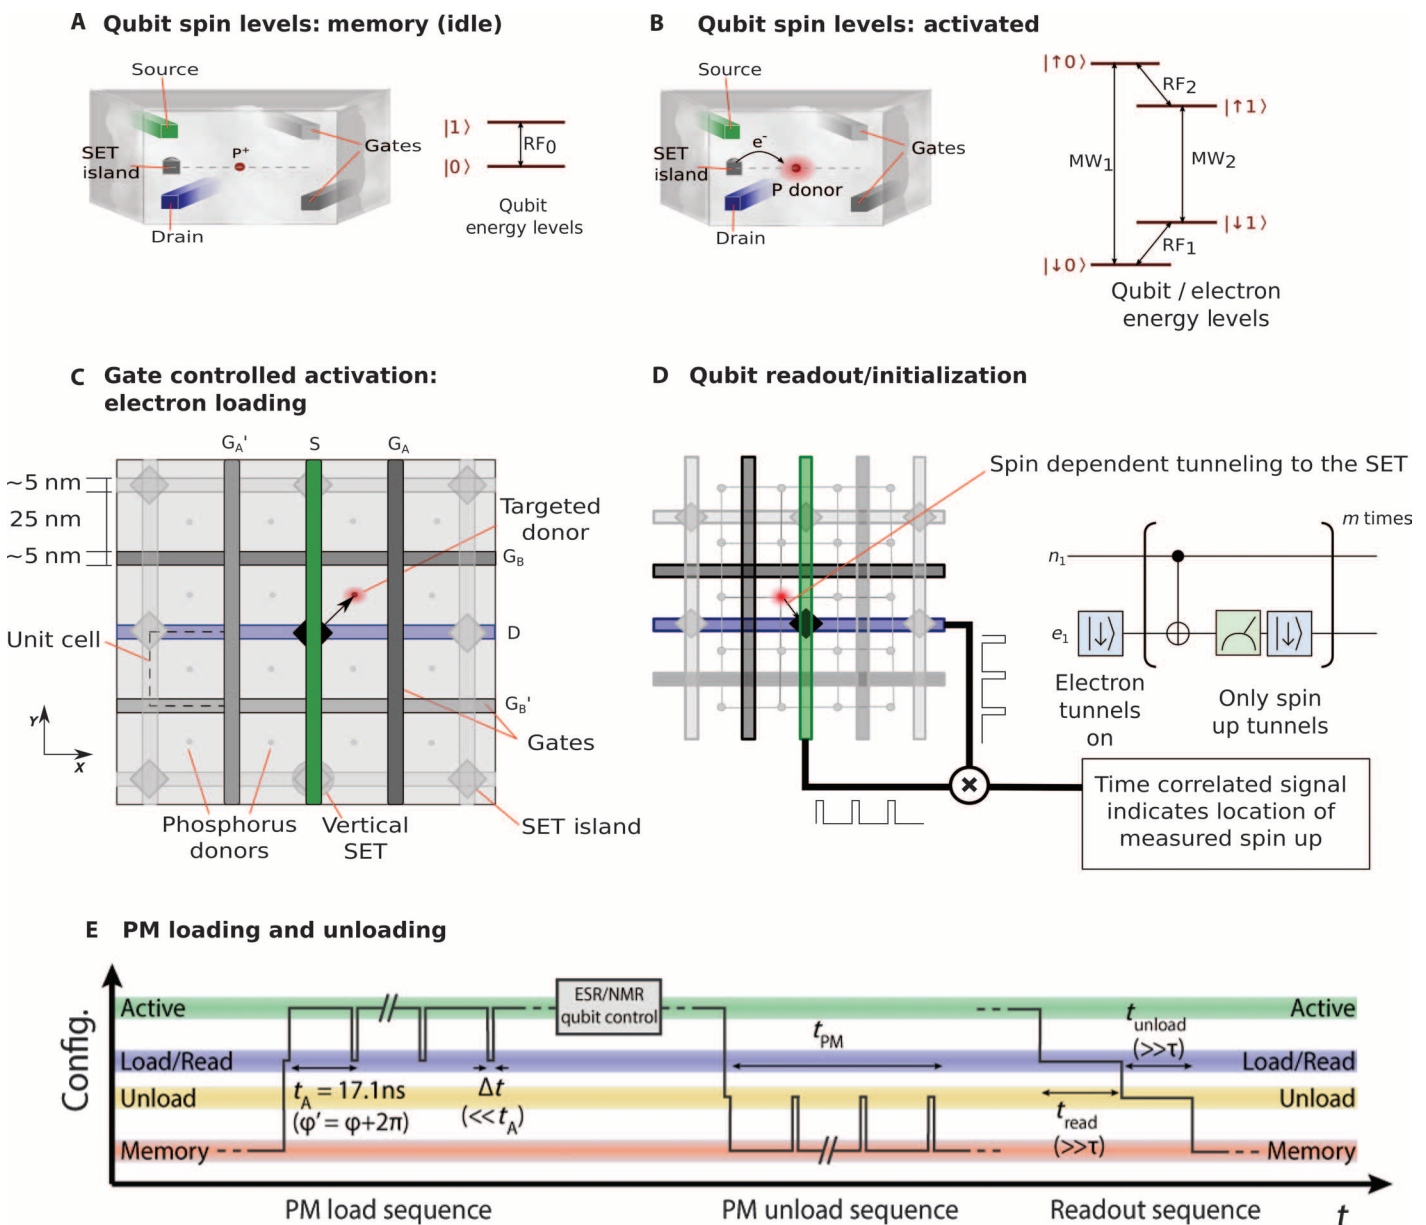 A Qubit spin levels: memory (idle)
Source
SET
island
P+
Gates
Drain
|1⟩
|0⟩
RF0
Qubit
energy levels
B Qubit spin levels: activated
Source
SET
island
e-
P donor
Gates
Drain
|↑0⟩
RF2
|↑1⟩
MW1
MW2
|↓1⟩
RF1
|↓0⟩
Qubit / electron
energy levels
C Gate controlled activation:
electron loading
GA'
S
GA
~5 nm
25 nm
~5 nm
Targeted
donor
GB
D
Unit cell
GB'
Gates
Y
X
Phosphorus
donors
Vertical
SET
SET island
D Qubit readout/initialization
Spin dependent tunneling to the SET
m times
n1
e1
|↓⟩
|↓⟩
Electron
tunnels
on
Only spin
up tunnels
×
Time correlated signal
indicates location of
measured spin up
E PM loading and unloading
Config.
Active
Load/Read
Unload
Memory
tA = 17.1ns
(φ' = φ+2π)
Δt
(<<tA)
ESR/NMR
qubit control
tPM
tread
(>>τ)
tunload
(>>τ)
Active
Load/Read
Unload
Memory
PM load sequence
PM unload sequence
Readout sequence
t